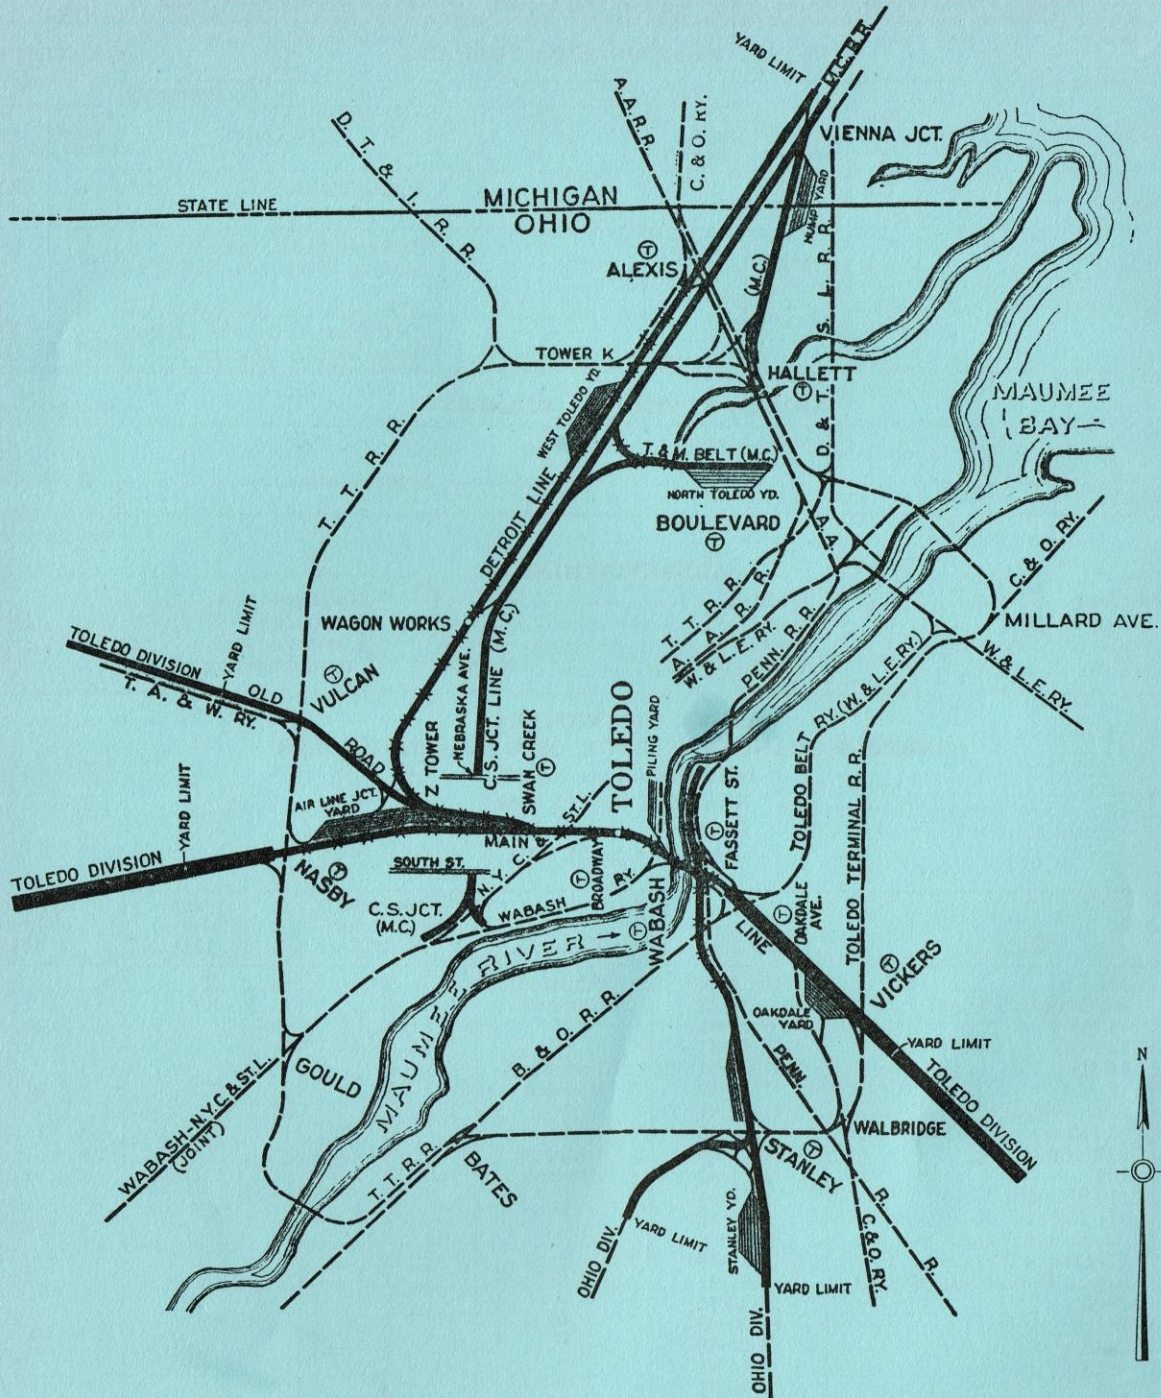 YARD LIMIT
M.C.R.R.
A.A.R.R.
C. & O. RY.
VIENNA JCT.
D. T. & I. R. R.
HUMP YARD
STATE LINE
MICHIGAN
OHIO
ALEXIS
(M.C.)
D. & T. S. L. R. R.
TOWER K
HALLETT
MAUMEE
BAY
WEST TOLEDO YD.
T. T. R. R.
T. & M. BELT (M.C.)
NORTH TOLEDO YD.
BOULEVARD
DETROIT LINE
A. A.
C. & O. RY.
T. T. R. R.
A. A. R. R.
W. & L. E. RY.
PENN. R. R.
MILLARD AVE.
W. & L. E. RY.
WAGON WORKS
YARD LIMIT
TOLEDO DIVISION
OLD
ROAD
T. A. & W. RY.
VULCAN
Z TOWER
NEBRASKA AVE.
C. S. JCT. LINE (M. C.)
SWAN CREEK
TOLEDO
PILING YARD
FASSETT ST.
TOLEDO BELT RY. (W. & L. E. RY.)
TOLEDO TERMINAL R. R.
AIR LINE JCT.
YARD
YARD LIMIT
TOLEDO DIVISION
NASBY
MAIN
LINE
N. Y. C. & ST. L.
SOUTH ST.
C. S. JCT.
(M.C.)
WABASH RY.
BROADWAY
WABASH
OAKDALE
AVE.
VICKERS
MAUMEE RIVER
B. & O. R. R.
OAKDALE
YARD
YARD LIMIT
TOLEDO DIVISION
GOULD
PENN. R. R.
WABASH-N.Y.C. & ST. L.
(JOINT)
T. T. R. R.
BATES
WALBRIDGE
STANLEY
C. & O. RY.
STANLEY YD.
YARD LIMIT
OHIO DIV.
YARD LIMIT
OHIO DIV.
N